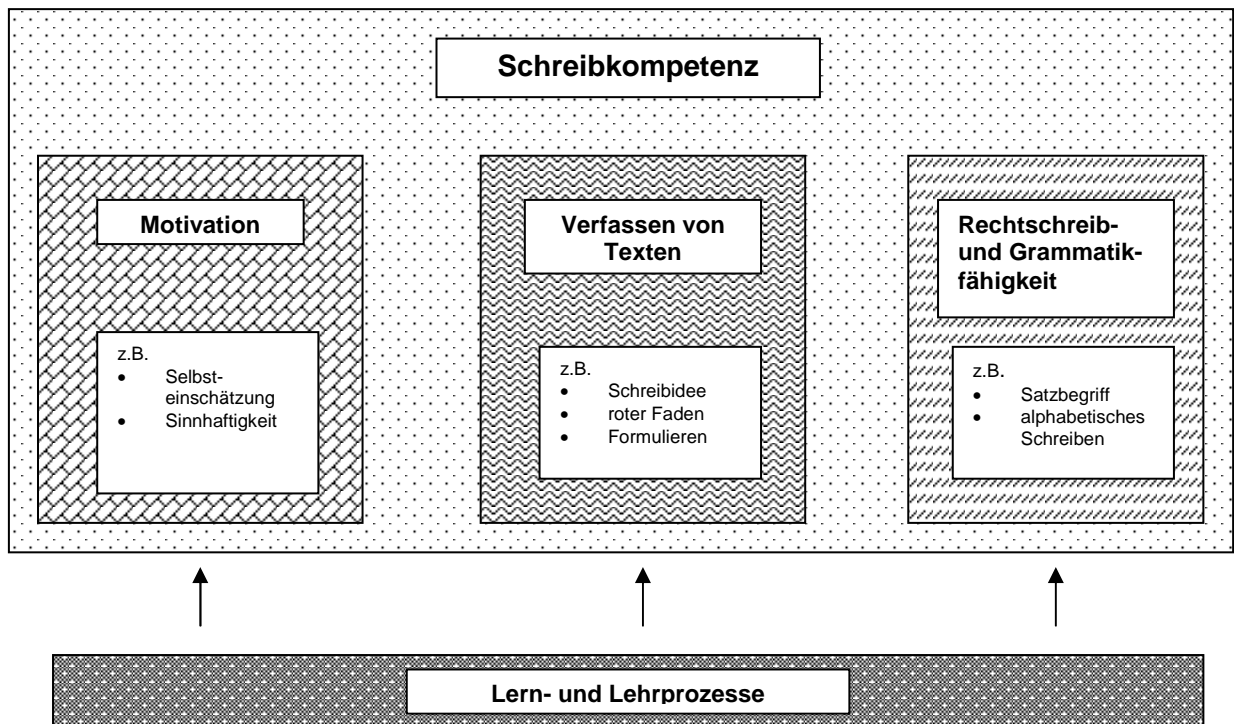 Schreibkompetenz
Motivation
z.B.
• Selbst-
einschätzung
• Sinnhaftigkeit
Verfassen von
Texten
z.B.
• Schreibidee
• roter Faden
• Formulieren
Rechtschreib-
und Grammatik-
fähigkeit
z.B.
• Satzbegriff
• alphabetisches
Schreiben
Lern- und Lehrprozesse